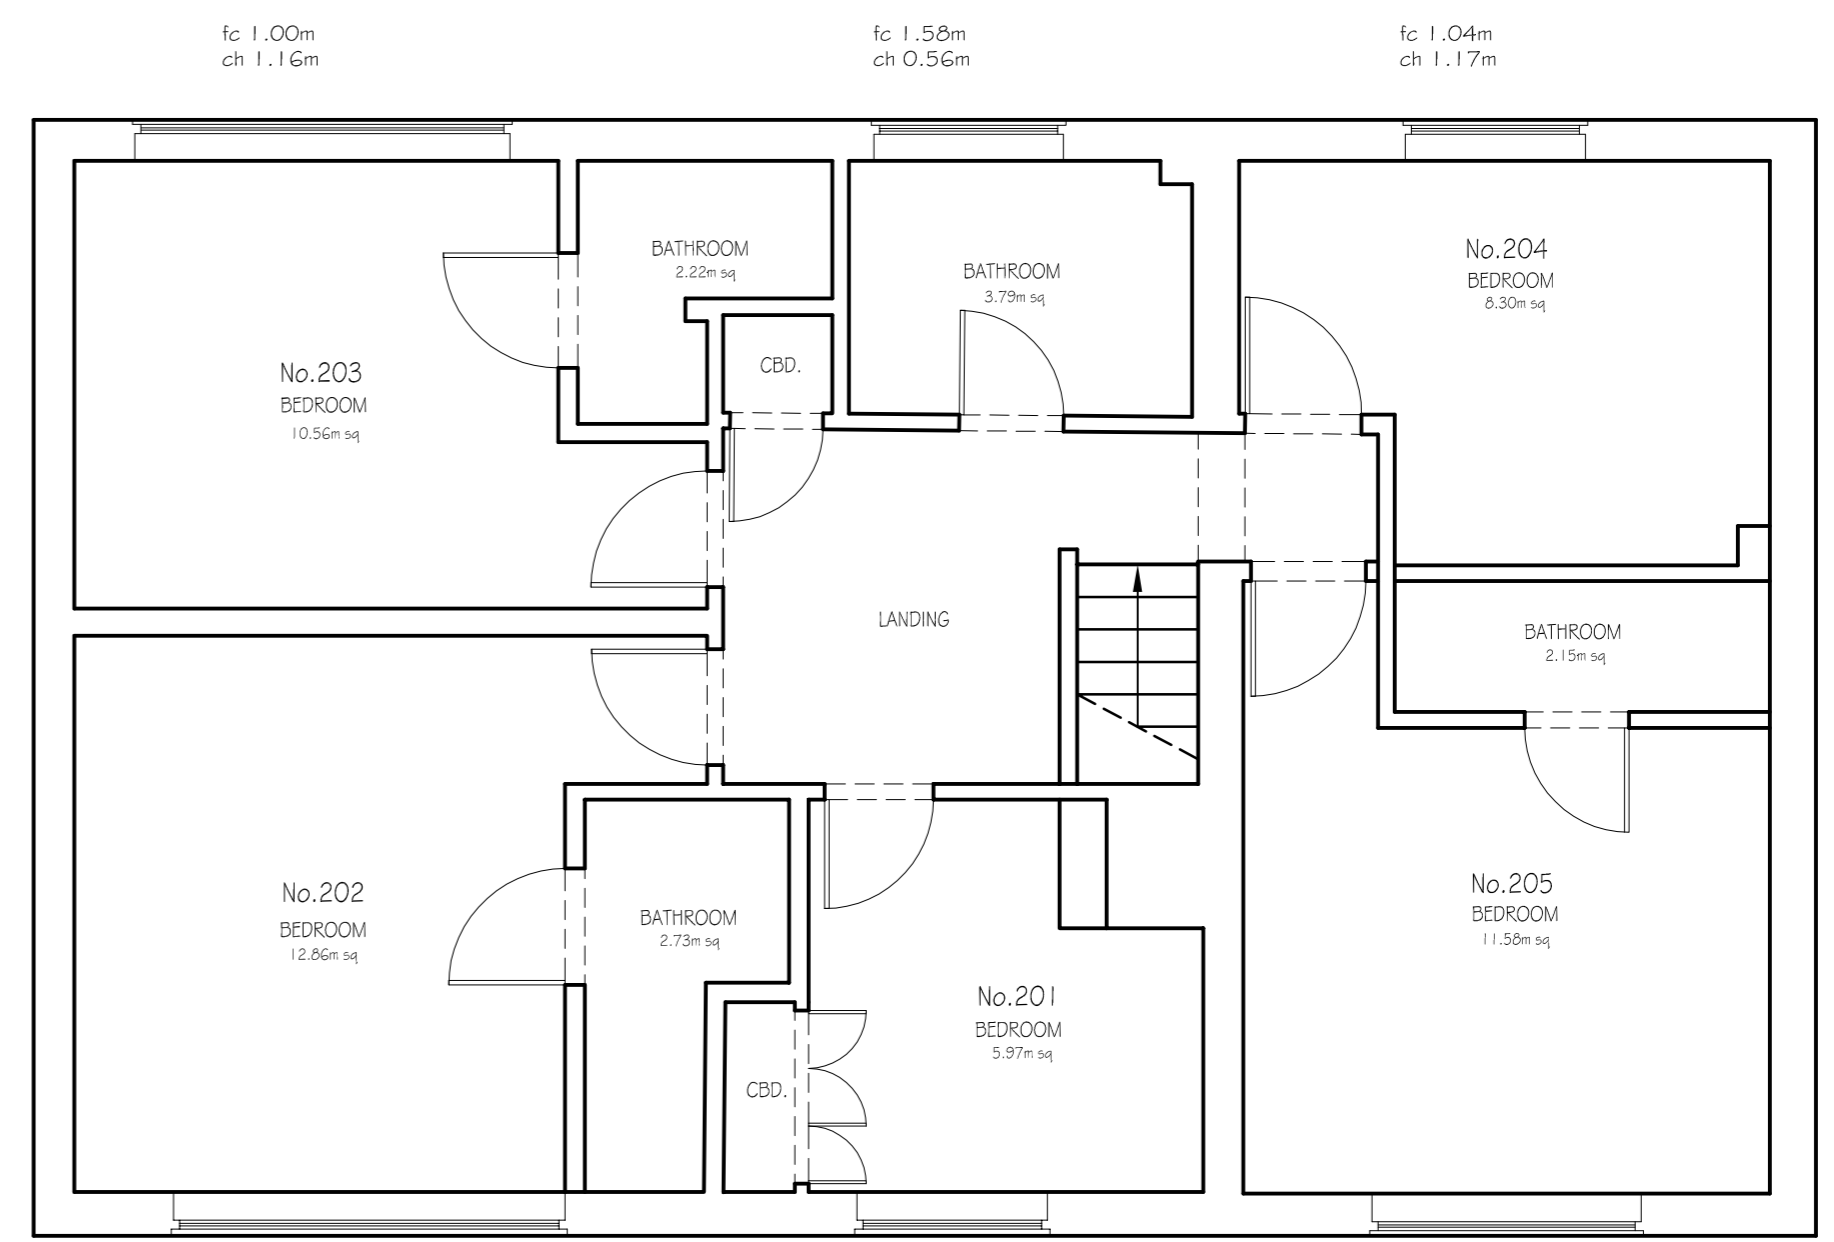 fc 1.00m
ch 1.16m
fc 1.58m
ch 0.56m
fc 1.04m
ch 1.17m
BATHROOM
2.22m sq
BATHROOM
3.79m sq
No.204
BEDROOM
8.30m sq
No.203
BEDROOM
10.56m sq
CBD.
LANDING
BATHROOM
2.15m sq
No.202
BEDROOM
12.86m sq
BATHROOM
2.73m sq
No.205
BEDROOM
11.58m sq
No.201
BEDROOM
5.97m sq
CBD.